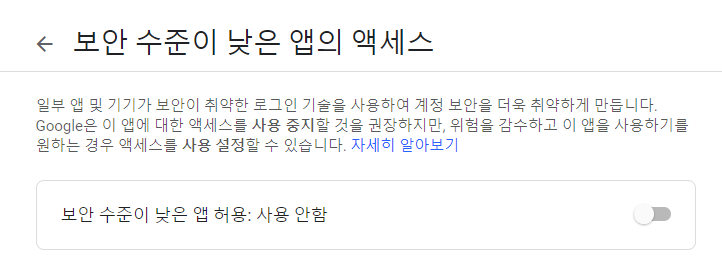 보안 수준이 낮은 앱의 액세스
일부 앱 및 기기가 보안이 취약한 로그인 기술을 사용하여 계정 보안을 더욱 취약하게 만듭니다.
Google은 이 앱에 대한 액세스를 사용 중지할 것을 권장하지만, 위험을 감수하고 이 앱을 사용하기를
원하는 경우 액세스를 사용 설정할 수 있습니다. 자세히 알아보기
보안 수준이 낮은 앱 허용: 사용 안함